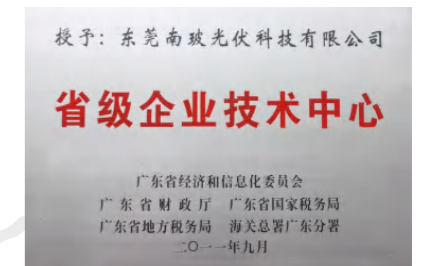 授予：东莞南玻光伏科技有限公司
省级企业技术中心
广东省经济和信息化委员会
广东省财政厅 广东省国家税务局
广东省地方税务局 海关总署广东分署
二〇一一年九月